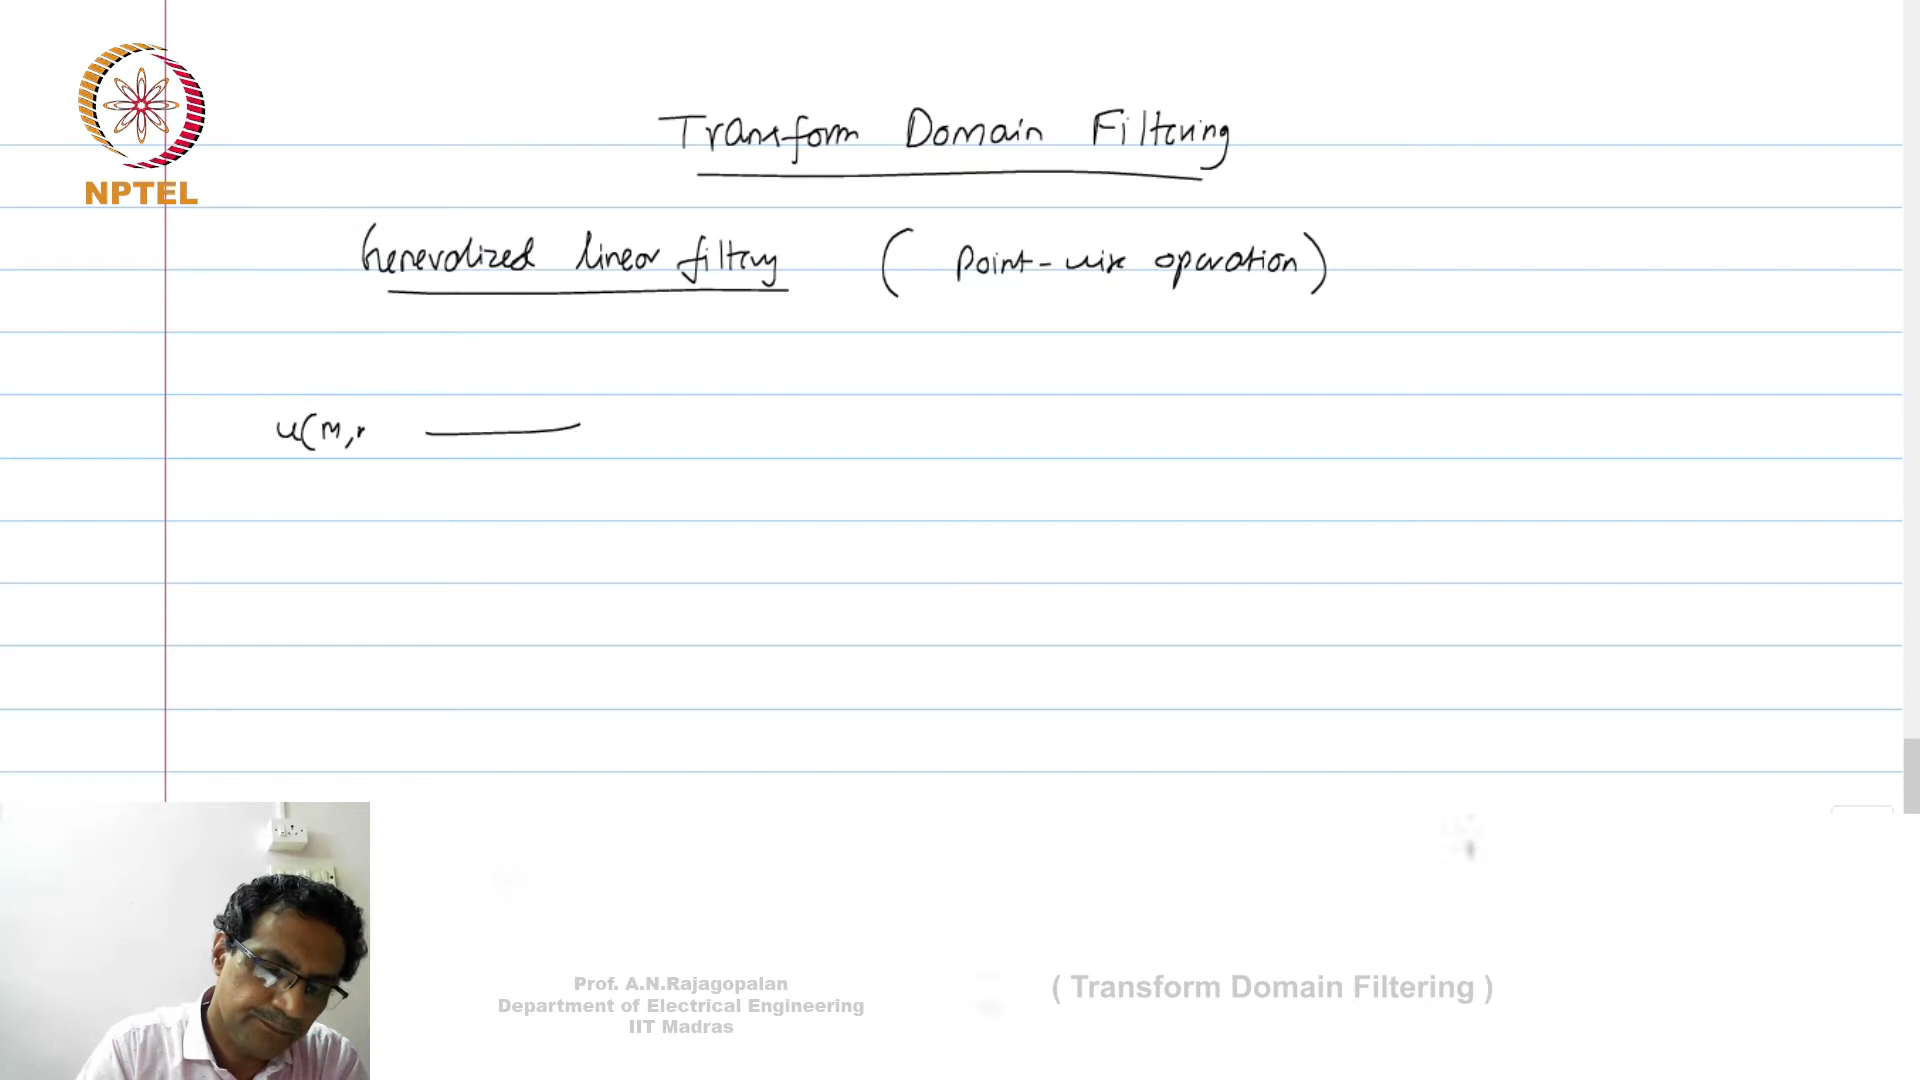 NPTEL
Transform Domain Filtering
Generalized linear filtering ( point-wise operation )
u(m,n
Prof. A.N.Rajagopalan
Department of Electrical Engineering
IIT Madras
( Transform Domain Filtering )